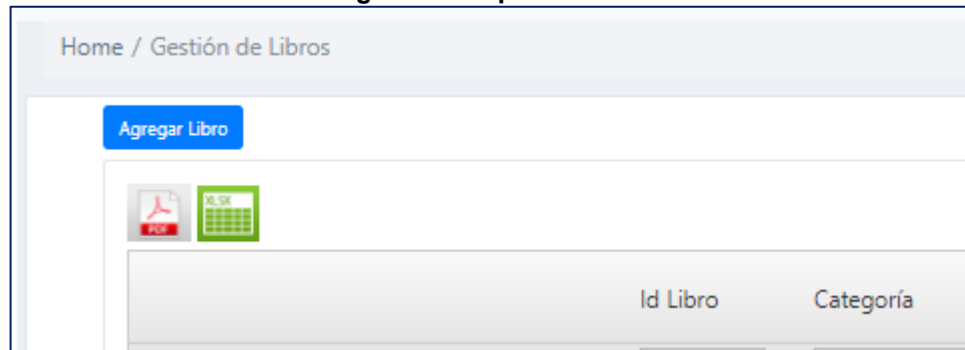 Home / Gestión de Libros
Agregar Libro
PDF XLSX
Id Libro Categoría